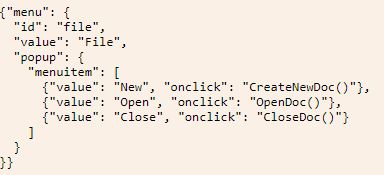 {"menu": {
  "id": "file",
  "value": "File",
  "popup": {
    "menuitem": [
      {"value": "New", "onclick": "CreateNewDoc()"},
      {"value": "Open", "onclick": "OpenDoc()"},
      {"value": "Close", "onclick": "CloseDoc()"}
    ]
  }
}}